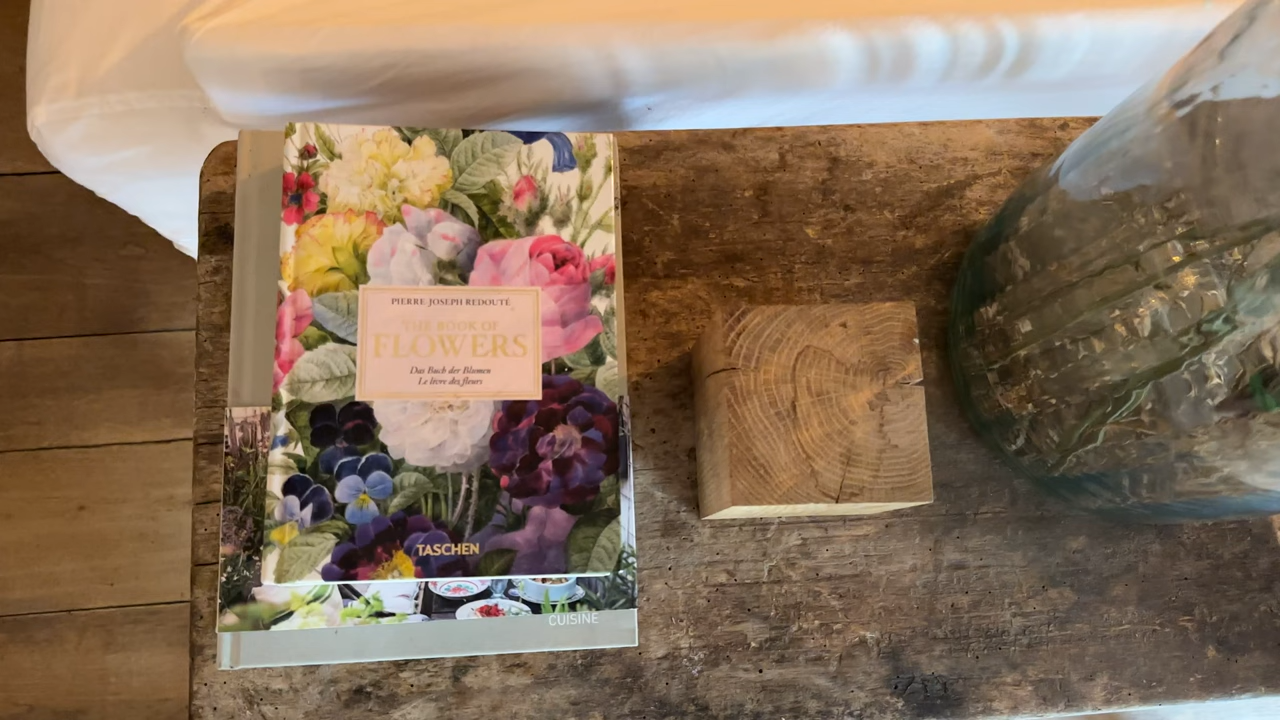 PIERRE-JOSEPH REDOUTÉ
THE BOOK OF
FLOWERS
Das Buch der Blumen
Le livre des fleurs
TASCHEN
CUISINE